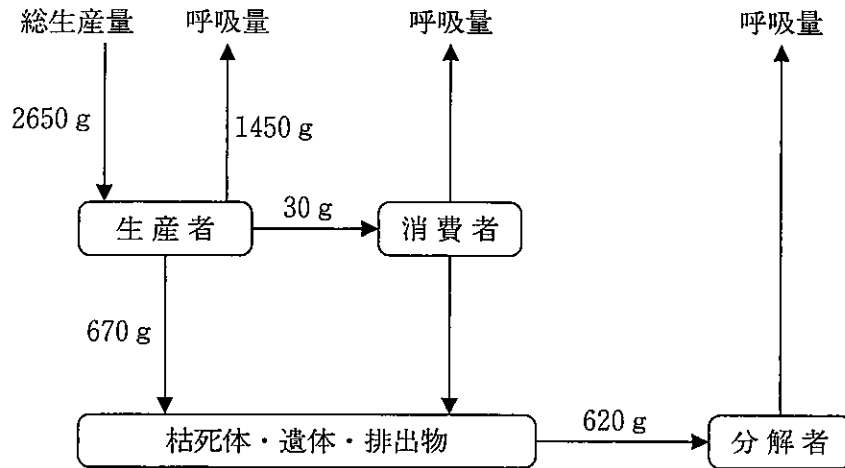 総生産量 呼吸量 呼吸量 呼吸量
2650 g 1450 g
30 g
生産者 消費者
670 g
620 g
枯死体・遺体・排出物 分解者